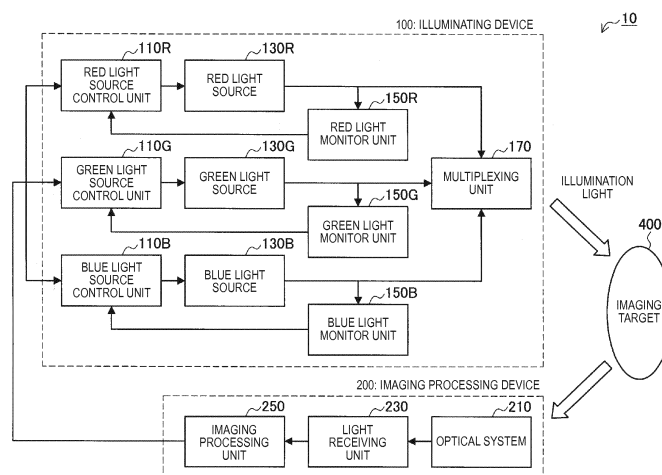 100: ILLUMINATING DEVICE
10
110R
130R
RED LIGHT
SOURCE
CONTROL UNIT
RED LIGHT
SOURCE
150R
RED LIGHT
MONITOR UNIT
110G
130G
170
GREEN LIGHT
SOURCE
CONTROL UNIT
GREEN LIGHT
SOURCE
MULTIPLEXING
UNIT
150G
GREEN LIGHT
MONITOR UNIT
ILLUMINATION
LIGHT
400
110B
130B
BLUE LIGHT
SOURCE
CONTROL UNIT
BLUE LIGHT
SOURCE
150B
BLUE LIGHT
MONITOR UNIT
IMAGING
TARGET
200: IMAGING PROCESSING DEVICE
250
230
210
IMAGING
PROCESSING
UNIT
LIGHT
RECEIVING
UNIT
OPTICAL SYSTEM